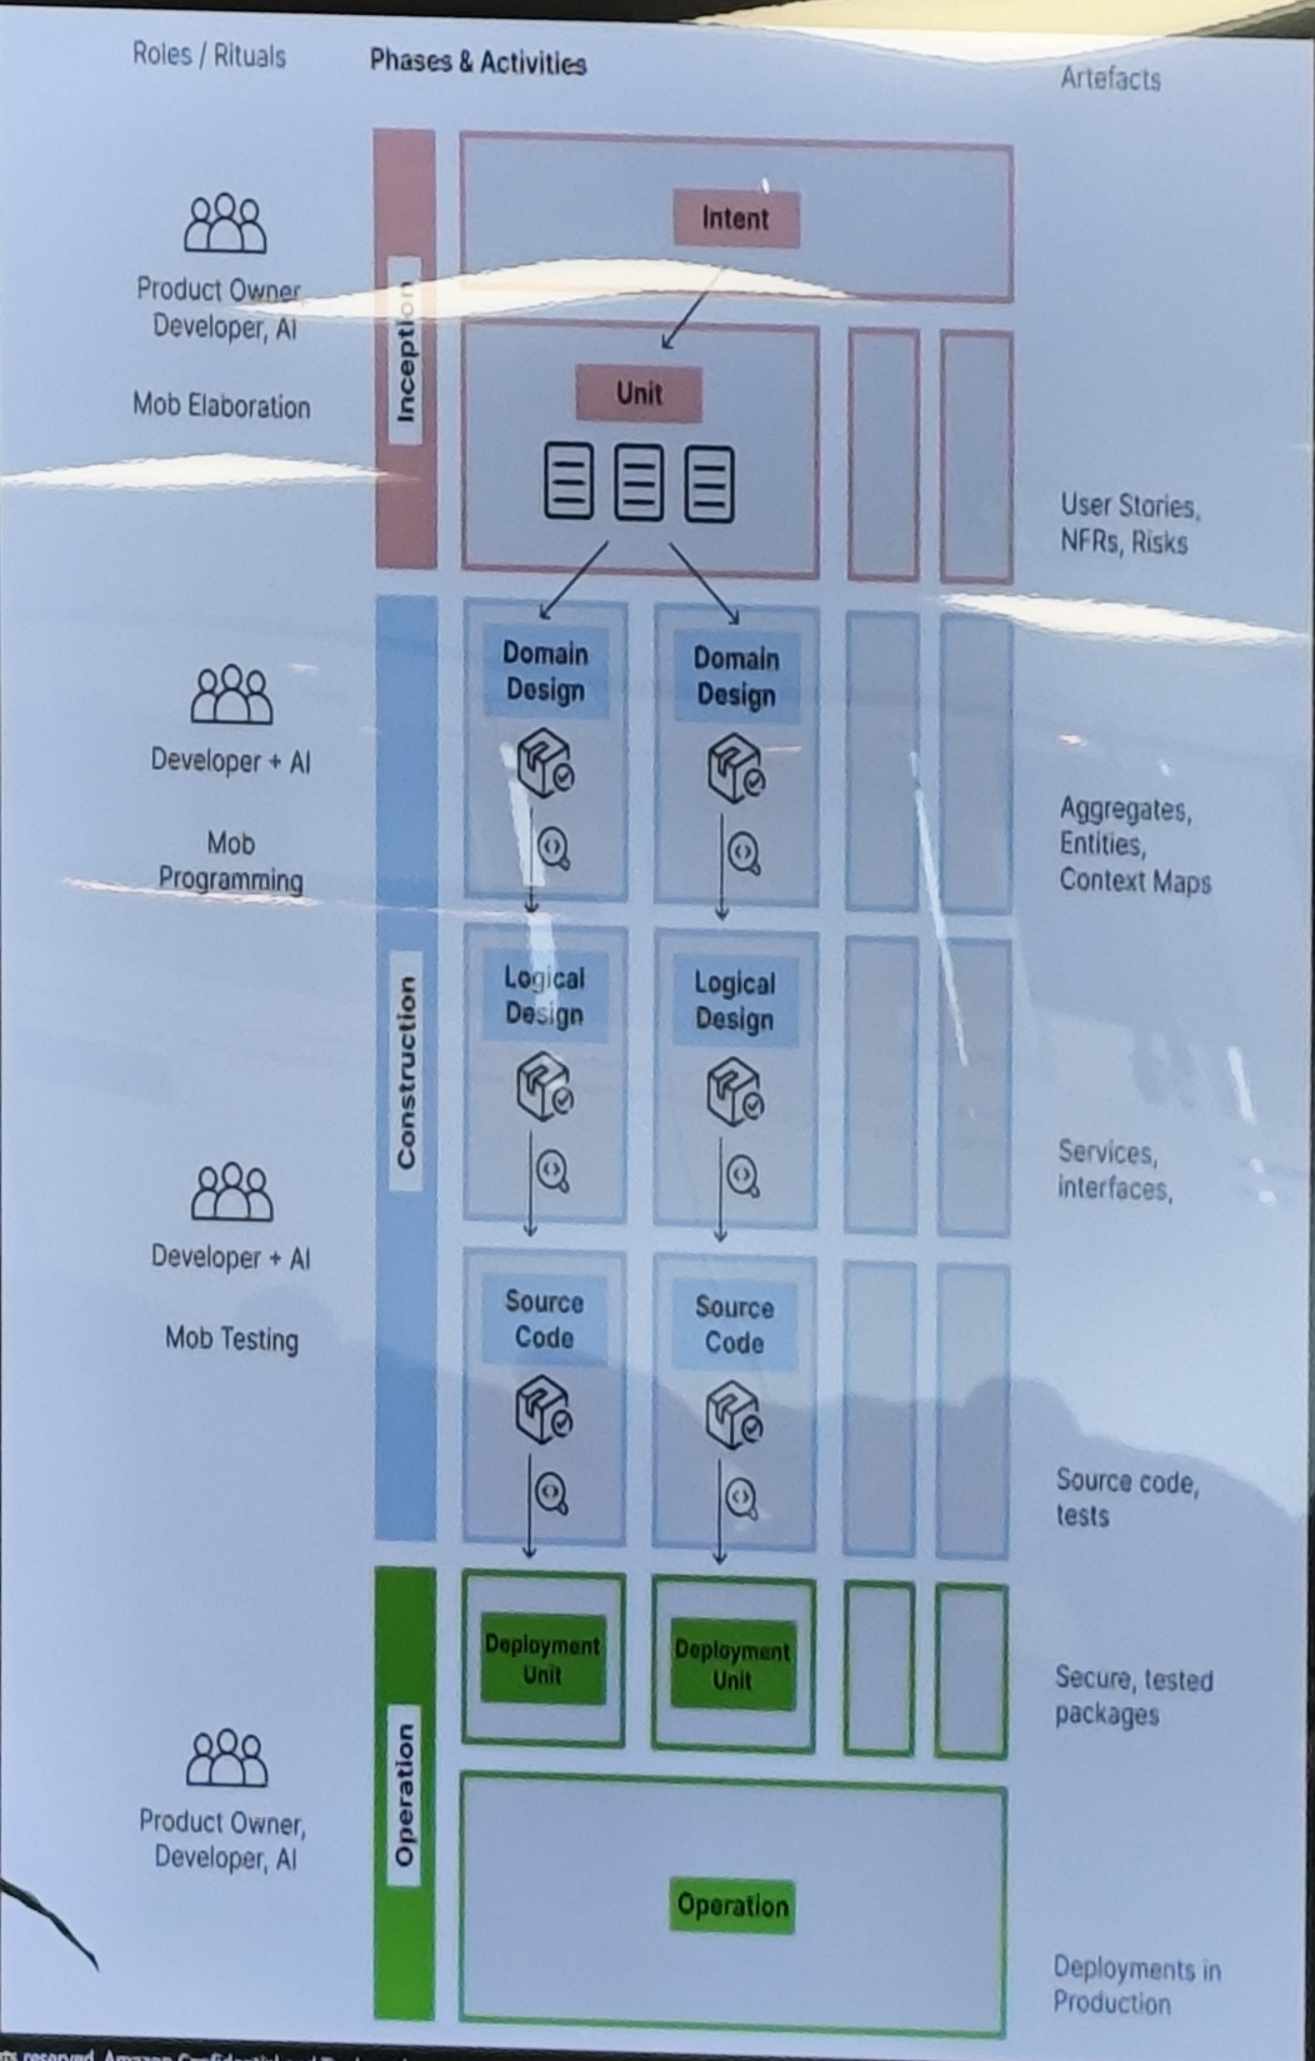 Roles / Rituals
Phases & Activities
Artefacts
Inception
Product Owner,
Developer, AI
Mob Elaboration
Intent
Unit
User Stories,
NFRs, Risks
Construction
Developer + AI
Mob
Programming
Domain
Design
Domain
Design
Aggregates,
Entities,
Context Maps
Logical
Design
Logical
Design
Services,
interfaces,
Developer + AI
Mob Testing
Source
Code
Source
Code
Source code,
tests
Operation
Deployment
Unit
Deployment
Unit
Secure, tested
packages
Product Owner,
Developer, AI
Operation
Deployments in
Production
reserved. Amazon Confidential and